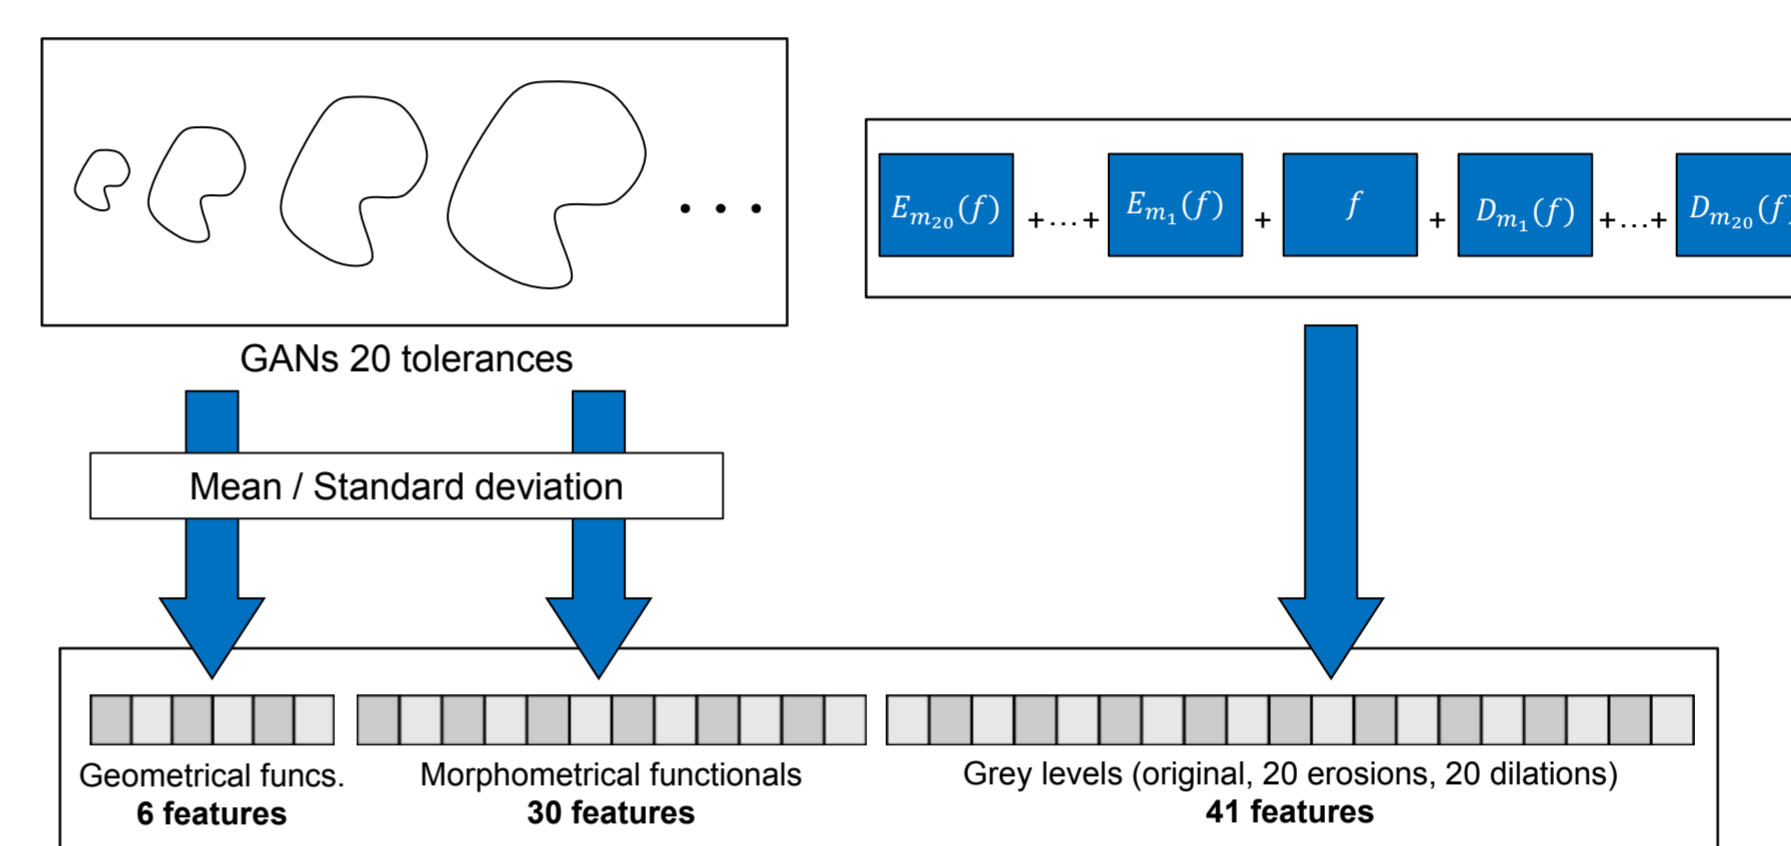 E_{m_{20}}(f) +...+ E_{m_1}(f) + f + D_{m_1}(f) +...+ D_{m_{20}}(f)
GANs 20 tolerances
Mean / Standard deviation
Geometrical funcs. Morphometrical functionals Grey levels (original, 20 erosions, 20 dilations)
6 features 30 features 41 features